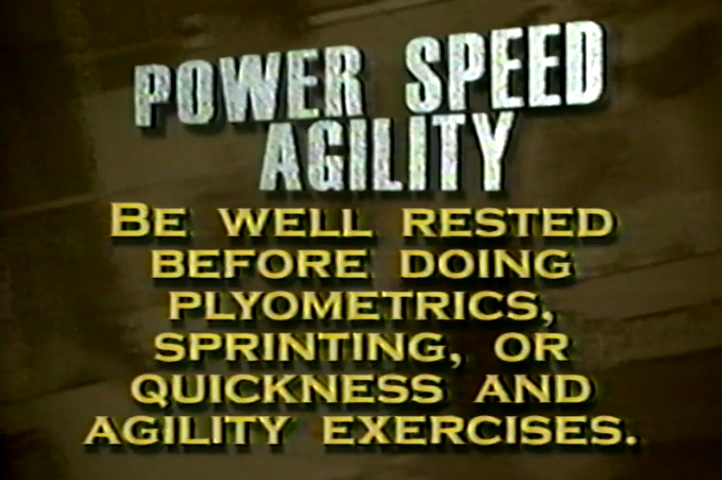 POWER SPEED
AGILITY
BE WELL RESTED
BEFORE DOING
PLYOMETRICS,
SPRINTING, OR
QUICKNESS AND
AGILITY EXERCISES.